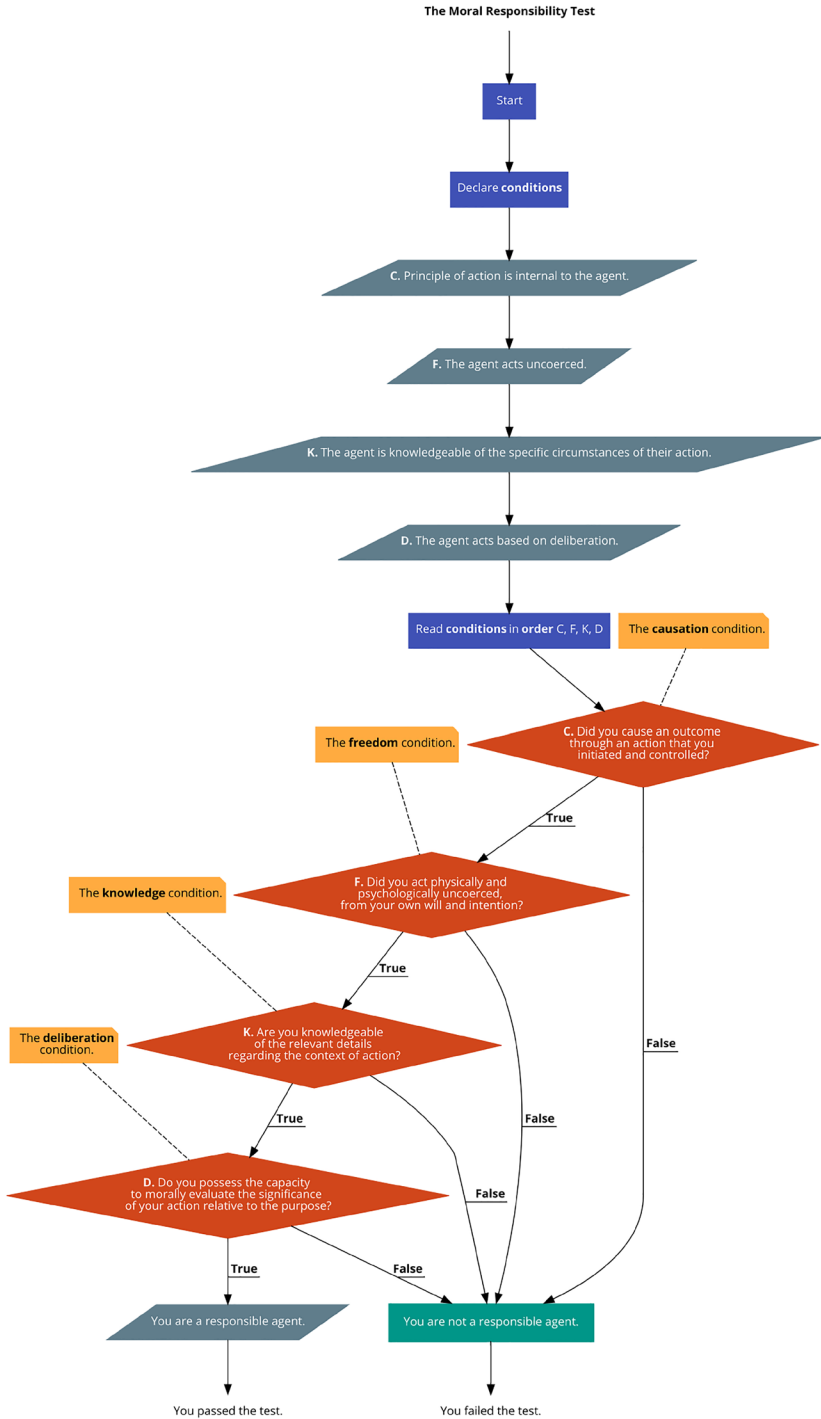 The Moral Responsibility Test
Start
Declare conditions
C. Principle of action is internal to the agent.
F. The agent acts uncoerced.
K. The agent is knowledgeable of the specific circumstances of their action.
D. The agent acts based on deliberation.
Read conditions in order C, F, K, D
The causation condition.
C. Did you cause an outcome
through an action that you
initiated and controlled?
The freedom condition.
True
F. Did you act physically and
psychologically uncoerced,
from your own will and intention?
The knowledge condition.
True
K. Are you knowledgeable
of the relevant details
regarding the context of action?
False
The deliberation
condition.
True
False
D. Do you possess the capacity
to morally evaluate the significance
of your action relative to the purpose?
False
True
False
You are a responsible agent.
You are not a responsible agent.
You passed the test.
You failed the test.